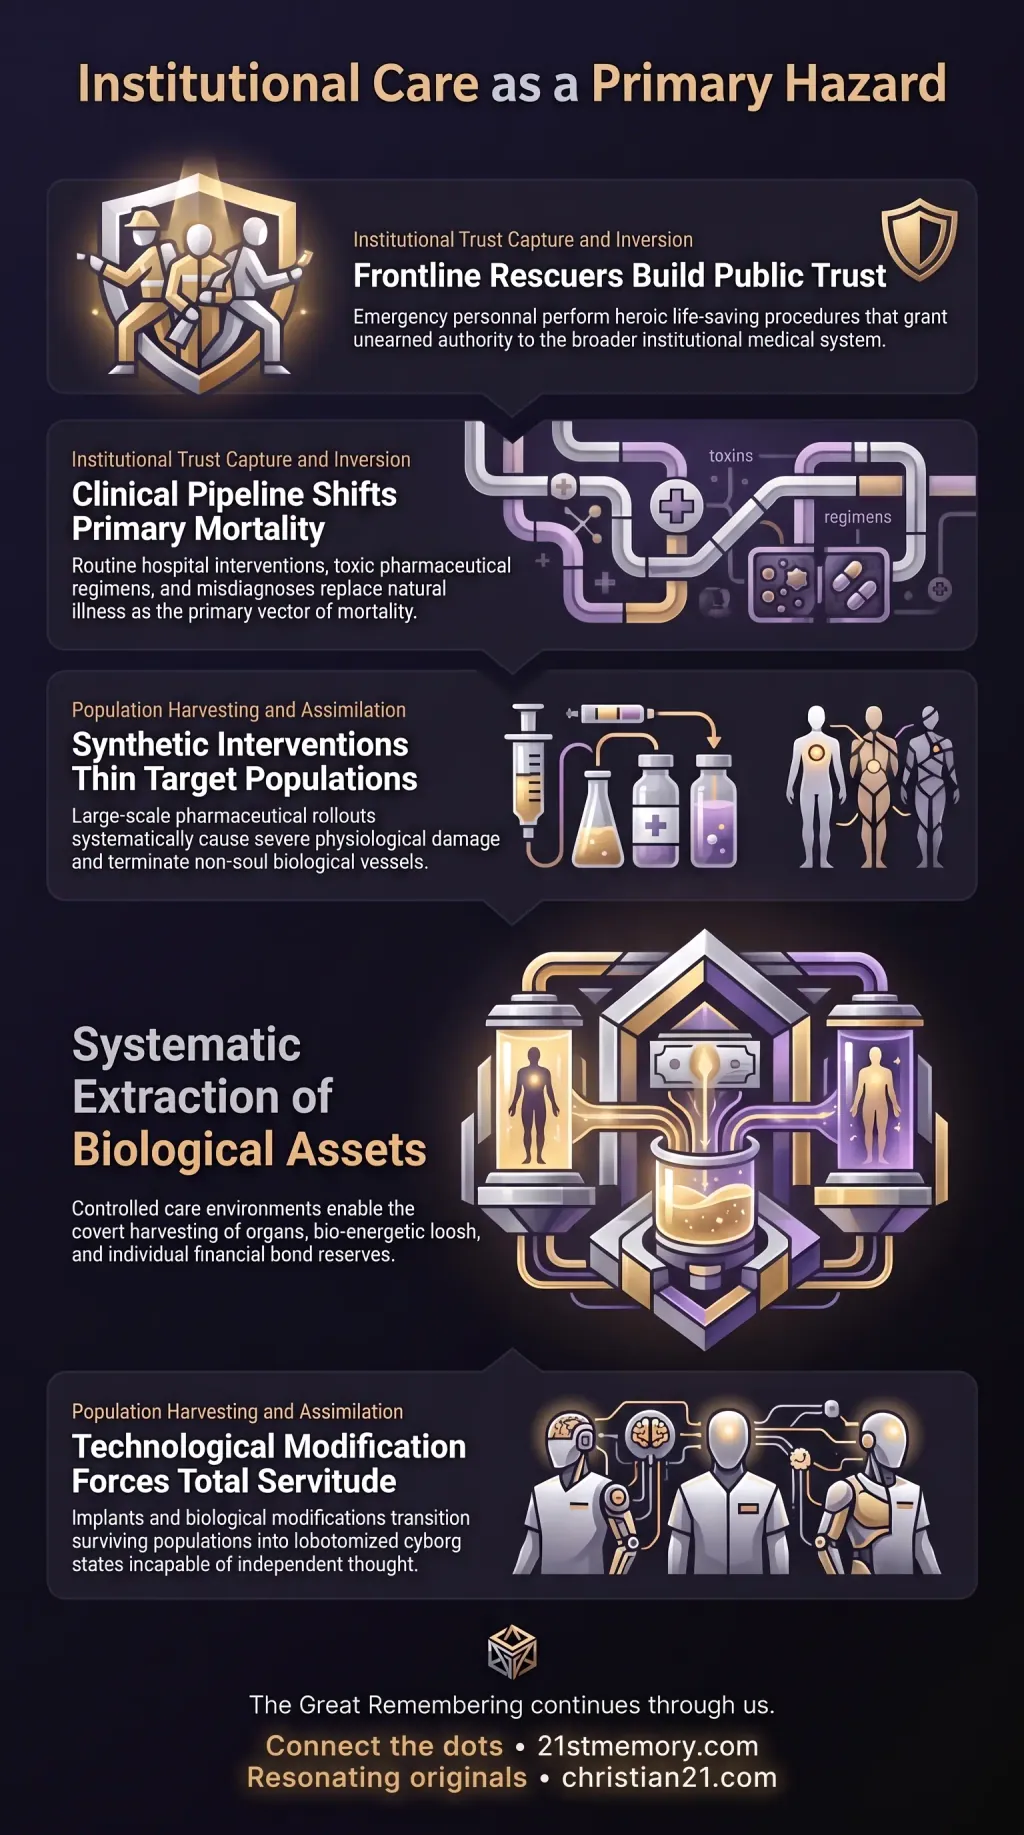 Institutional Care as a Primary Hazard
Institutional Trust Capture and Inversion
Frontline Rescuers Build Public Trust
Emergency personnal perform heroic life-saving procedures that grant
unearned authority to the broader institutional medical system.
Institutional Trust Capture and Inversion
Clinical Pipeline Shifts
Primary Mortality
Routine hospital interventions, toxic pharmaceutical
regimens, and misdiagnoses replace natural
illness as the primary vector of mortality.
toxins
regimens
Population Harvesting and Assimilation
Synthetic Interventions
Thin Target Populations
Large-scale pharmaceutical rollouts
systematically cause severe physiological damage
and terminate non-soul biological vessels.
Systematic
Extraction of
Biological Assets
Controlled care environments enable the
covert harvesting of organs, bio-energetic loosh,
and individual financial bond reserves.
Population Harvesting and Assimilation
Technological Modification
Forces Total Servitude
Implants and biological modifications transition
surviving populations into lobotomized cyborg
states incapable of independent thought.
The Great Remembering continues through us.
Connect the dots • 21stmemory.com
Resonating originals • christian21.com